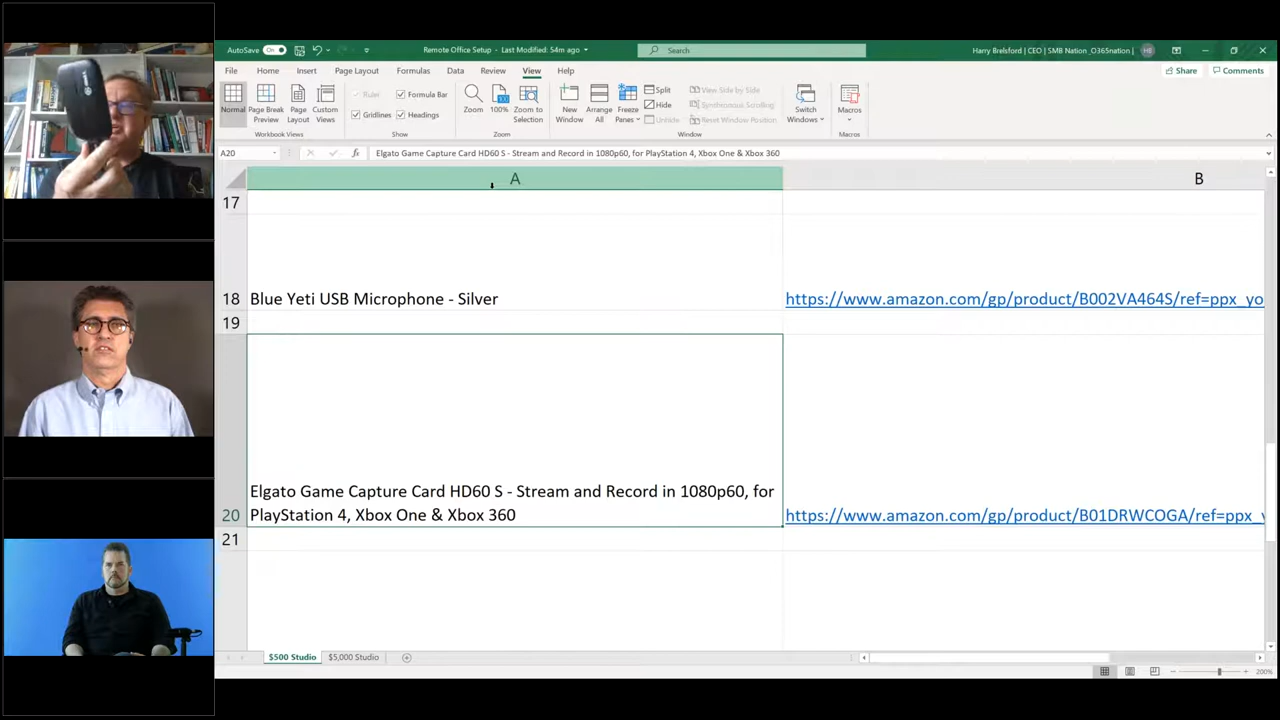 AutoSave On
Remote Office Setup - Last Modified: 54m ago
Search
Harry Brelsford | CEO | SMB Nation_O365nation |
HB
File Home Insert Page Layout Formulas Data Review View Help
Share Comments
Normal
Page Break Preview
Page Layout
Custom Views
Workbook Views
Ruler
Formula Bar
Gridlines
Headings
Show
Zoom
100%
Zoom to Selection
Zoom
New Window
Arrange All
Freeze Panes
Split
Hide
Unhide
View Side by Side
Synchronous Scrolling
Reset Window Position
Window
Switch Windows
Macros
Macros
A20
fx
Elgato Game Capture Card HD60 S - Stream and Record in 1080p60, for PlayStation 4, Xbox One & Xbox 360
A B
17
18 Blue Yeti USB Microphone - Silver https://www.amazon.com/gp/product/B002VA464S/ref=ppx_yo
19
Elgato Game Capture Card HD60 S - Stream and Record in 1080p60, for
20 PlayStation 4, Xbox One & Xbox 360 https://www.amazon.com/gp/product/B01DRWCOGA/ref=ppx_
21
$500 Studio $5,000 Studio
200%